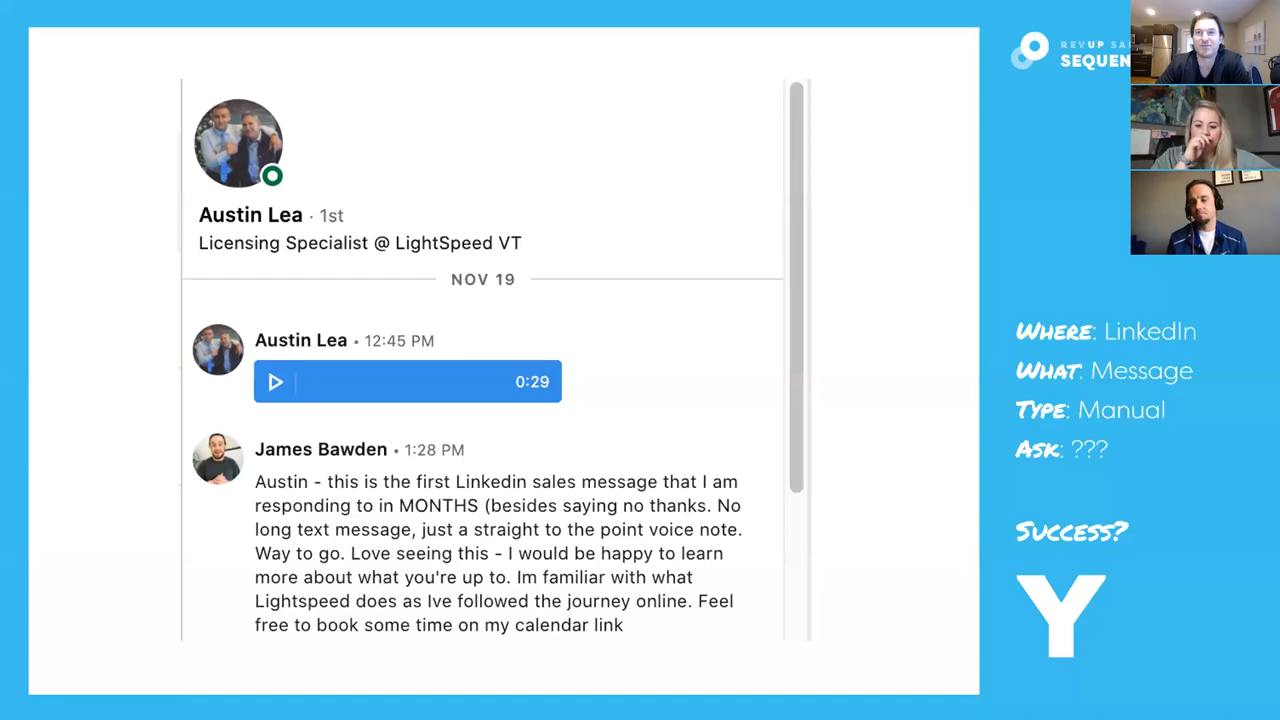 Austin Lea · 1st
Licensing Specialist @ LightSpeed VT
NOV 19
Austin Lea • 12:45 PM
0:29
James Bawden • 1:28 PM
Austin - this is the first Linkedin sales message that I am
responding to in MONTHS (besides saying no thanks. No
long text message, just a straight to the point voice note.
Way to go. Love seeing this - I would be happy to learn
more about what you're up to. Im familiar with what
Lightspeed does as Ive followed the journey online. Feel
free to book some time on my calendar link
REVUP
WHERE: LinkedIn
WHAT: Message
TYPE: Manual
ASK: ???
SUCCESS?
Y